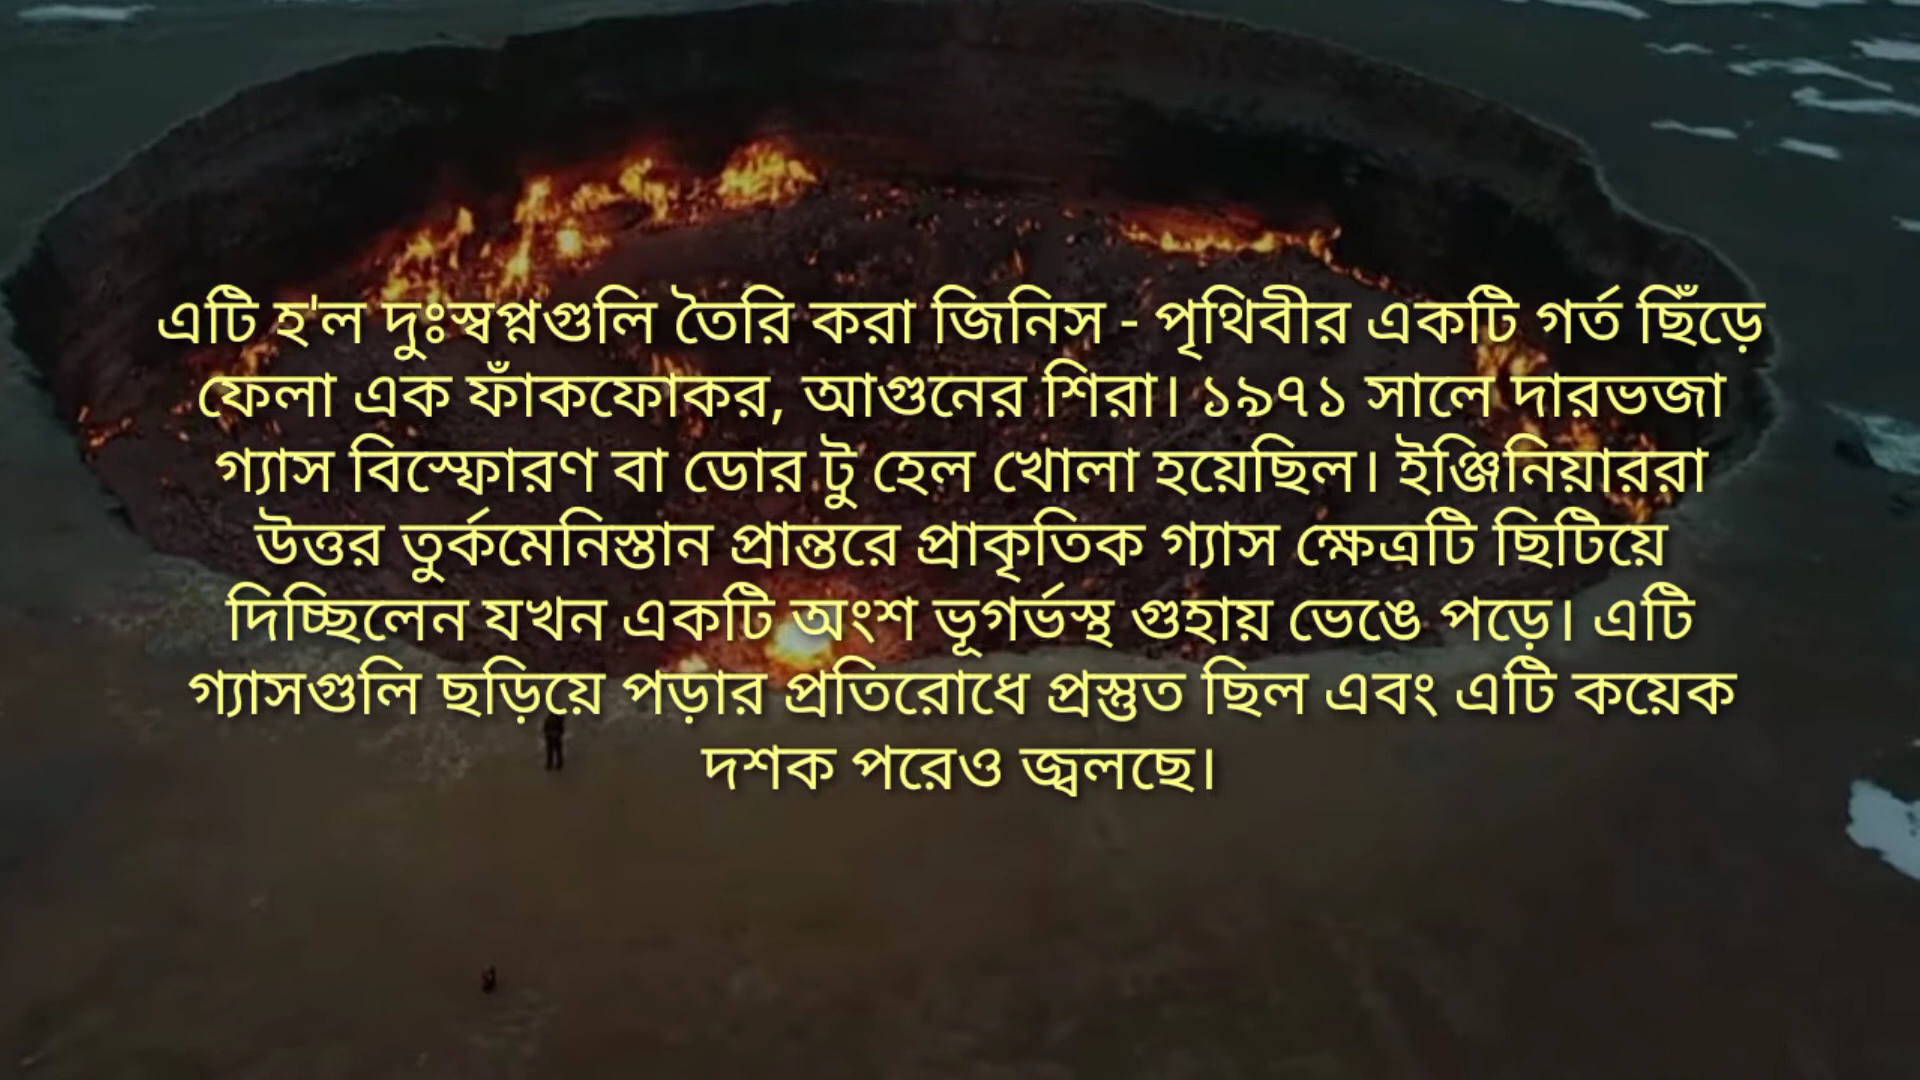 এটি হ'ল দুঃস্বপ্নগুলি তৈরি করা জিনিস - পৃথিবীর একটি গর্ত ছিঁড়ে
ফেলা এক ফাঁকফোকর, আগুনের শিরা। ১৯৭১ সালে দারভজা
গ্যাস বিস্ফোরণ বা ডোর টু হেল খোলা হয়েছিল। ইঞ্জিনিয়াররা
উত্তর তুর্কমেনিস্তান প্রান্তরে প্রাকৃতিক গ্যাস ক্ষেত্রটি ছিটিয়ে
দিচ্ছিলেন যখন একটি অংশ ভূগর্ভস্থ গুহায় ভেঙে পড়ে। এটি
গ্যাসগুলি ছড়িয়ে পড়ার প্রতিরোধে প্রস্তুত ছিল এবং এটি কয়েক
দশক পরেও জ্বলছে।